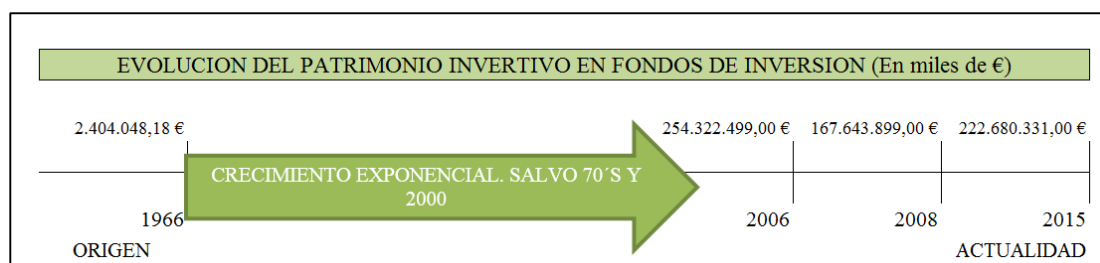 EVOLUCION DEL PATRIMONIO INVERTIVO EN FONDOS DE INVERSION (En miles de €)
2.404.048,18 € 254.322.499,00 € 167.643.899,00 € 222.680.331,00 €
CRECIMIENTO EXPONENCIAL. SALVO 70´S Y
2000
1966 2006 2008 2015
ORIGEN ACTUALIDAD